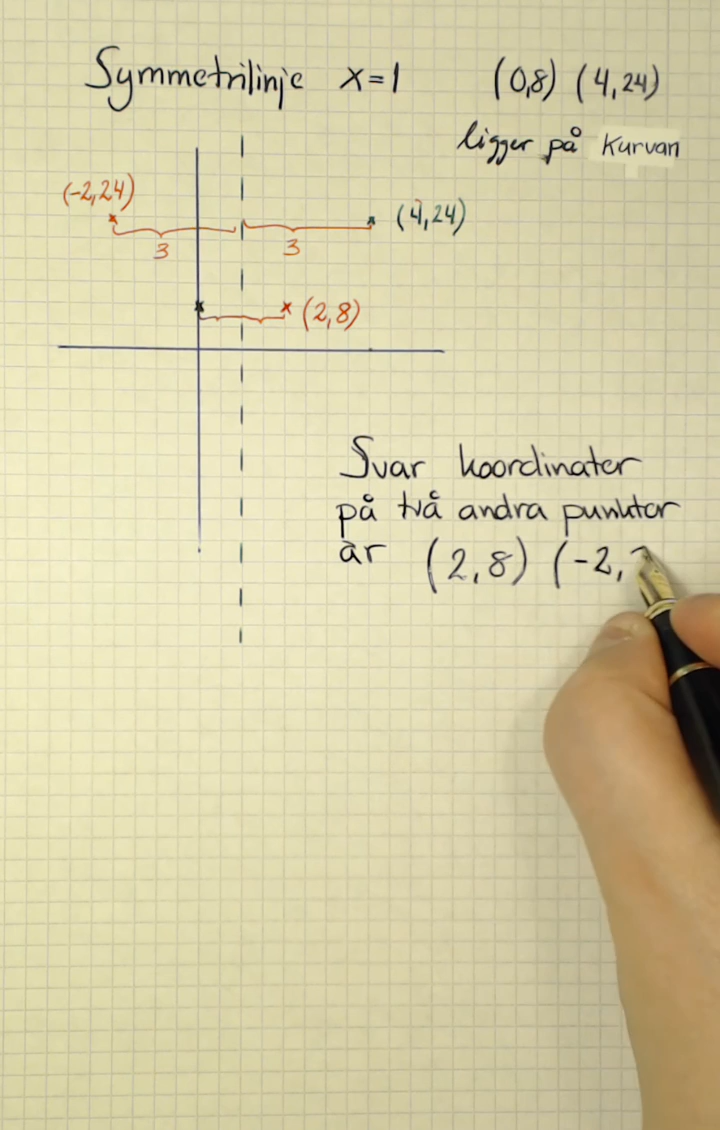 Symmetrilinje x=1 (0,8) (4,24)
ligger på kurvan
(-2,24)
(4,24)
3 3
(2,8)
Svar koordinater
på två andra punkter
är (2,8) (-2,